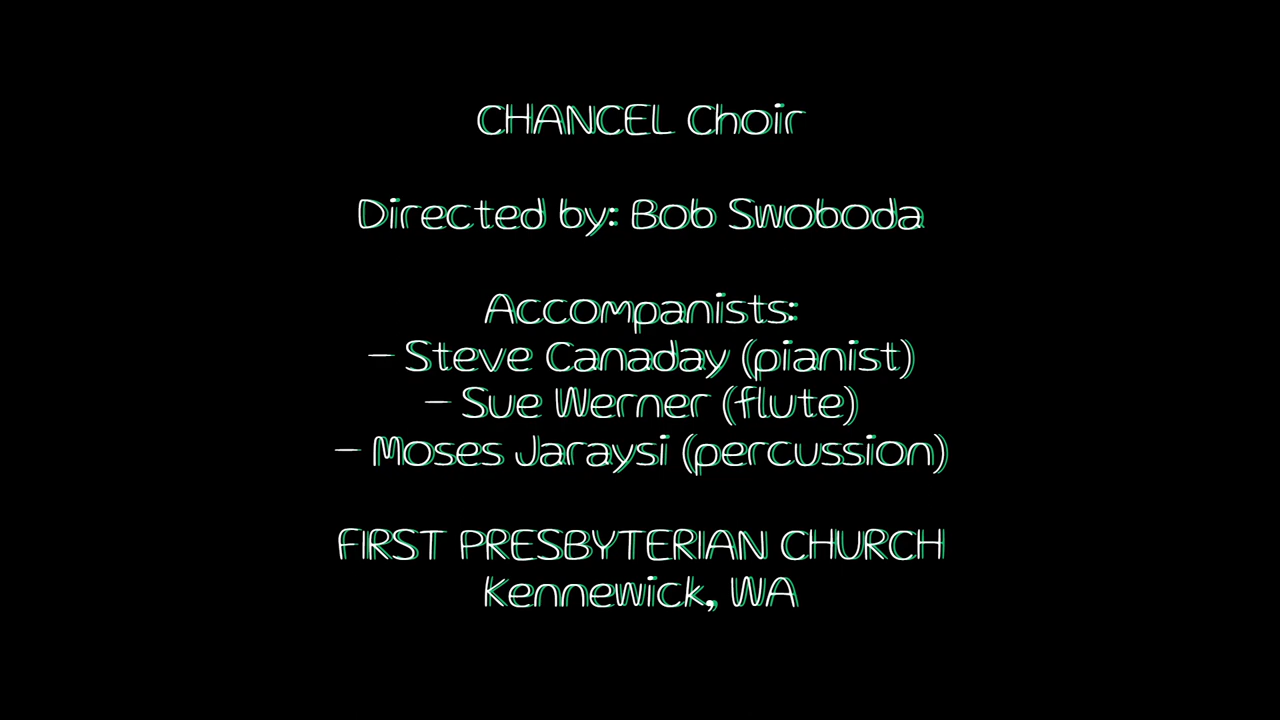 CHANCEL Choir
Directed by: Bob Swoboda
Accompanists:
– Steve Canaday (pianist)
– Sue Werner (flute)
– Moses Jaraysi (percussion)
FIRST PRESBYTERIAN CHURCH
Kennewick, WA